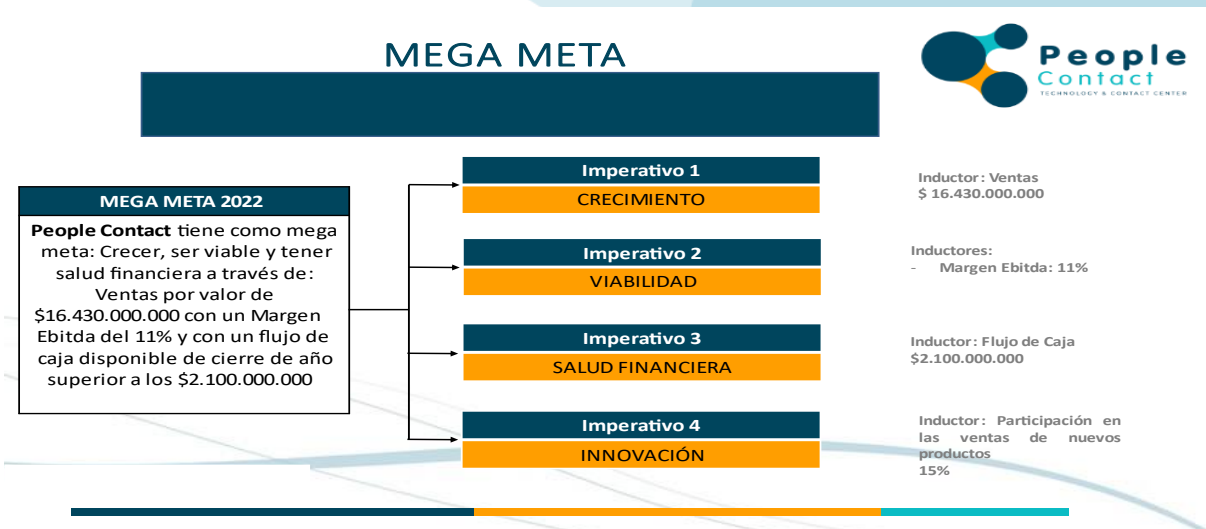 MEGA META
People
Contact
TECHNOLOGY & CONTACT CENTER
MEGA META 2022
People Contact tiene como mega
meta: Crecer, ser viable y tener
salud financiera a través de:
Ventas por valor de
$16.430.000.000 con un Margen
Ebitda del 11% y con un flujo de
caja disponible de cierre de año
superior a los $2.100.000.000
Imperativo 1
CRECIMIENTO
Inductor: Ventas
$ 16.430.000.000
Imperativo 2
VIABILIDAD
Inductores:
- Margen Ebitda: 11%
Imperativo 3
SALUD FINANCIERA
Inductor: Flujo de Caja
$2.100.000.000
Imperativo 4
INNOVACIÓN
Inductor: Participación en
las ventas de nuevos
productos
15%